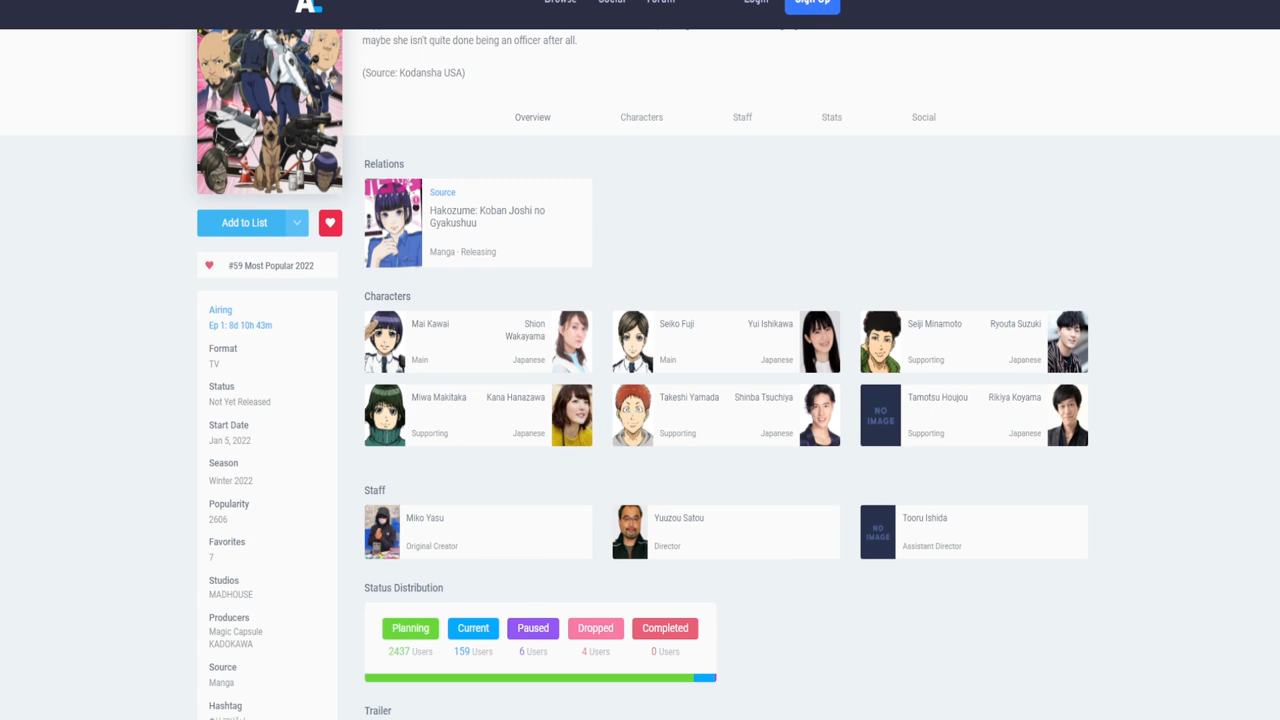 Browse Social Forum Login Sign Up
maybe she isn't quite done being an officer after all.
(Source: Kodansha USA)
Overview Characters Staff Stats Social
Add to List
#59 Most Popular 2022
Airing
Ep 1: 8d 10h 43m
Format
TV
Status
Not Yet Released
Start Date
Jan 5, 2022
Season
Winter 2022
Popularity
2606
Favorites
7
Studios
MADHOUSE
Producers
Magic Capsule
KADOKAWA
Source
Manga
Hashtag
Relations
Source
Hakozume: Koban Joshi no
Gyakushuu
Manga · Releasing
Characters
Mai Kawai
Main
Shion
Wakayama
Japanese
Seiko Fuji
Main
Yui Ishikawa
Japanese
Seiji Minamoto
Supporting
Ryouta Suzuki
Japanese
Miwa Makitaka
Supporting
Kana Hanazawa
Japanese
Takeshi Yamada
Supporting
Shinba Tsuchiya
Japanese
NO
IMAGE
Tamotsu Houjou
Supporting
Rikiya Koyama
Japanese
Staff
Miko Yasu
Original Creator
Yuuzou Satou
Director
NO
IMAGE
Tooru Ishida
Assistant Director
Status Distribution
Planning Current Paused Dropped Completed
2437 Users 159 Users 6 Users 4 Users 0 Users
Trailer